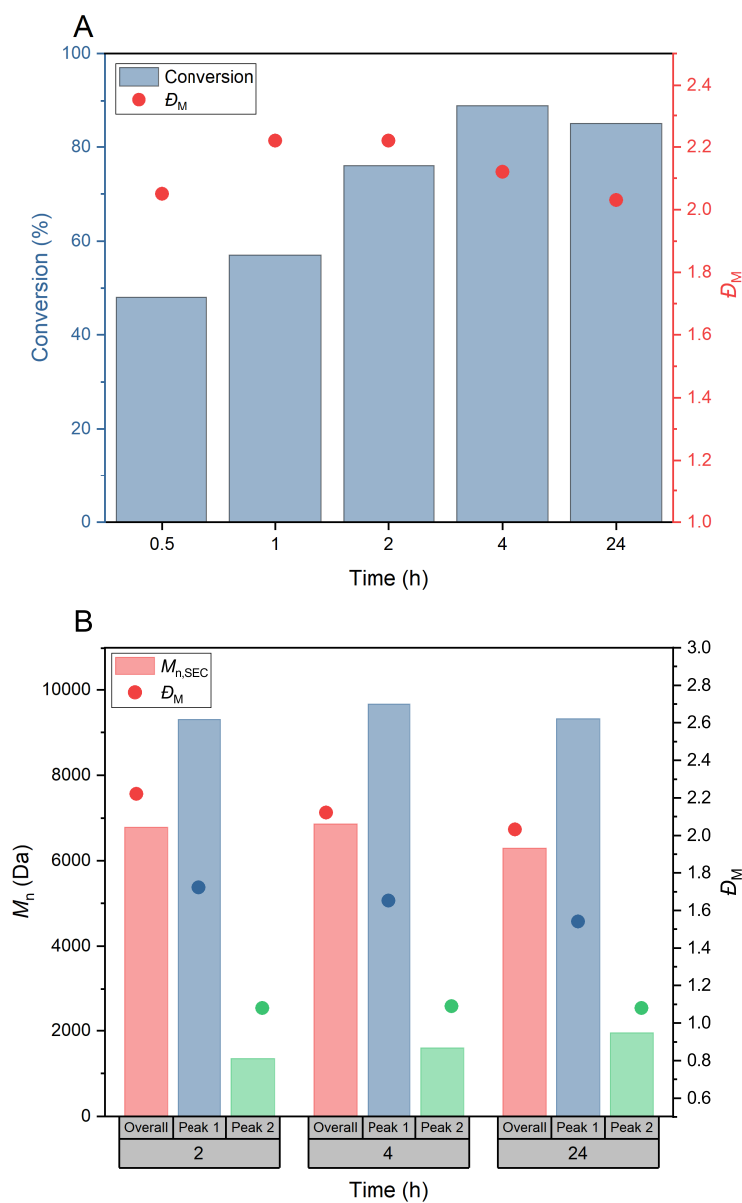 A
Conversion
ĐM
100
80
60
40
20
0
Conversion (%)
2.4
2.2
2.0
1.8
1.6
1.4
1.2
1.0
ĐM
0.5 1 2 4 24
Time (h)
B
Mn,SEC
ĐM
10000
8000
6000
4000
2000
0
Mn (Da)
3.0
2.8
2.6
2.4
2.2
2.0
1.8
1.6
1.4
1.2
1.0
0.8
0.6
ĐM
Overall Peak 1 Peak 2 Overall Peak 1 Peak 2 Overall Peak 1 Peak 2
2 4 24
Time (h)